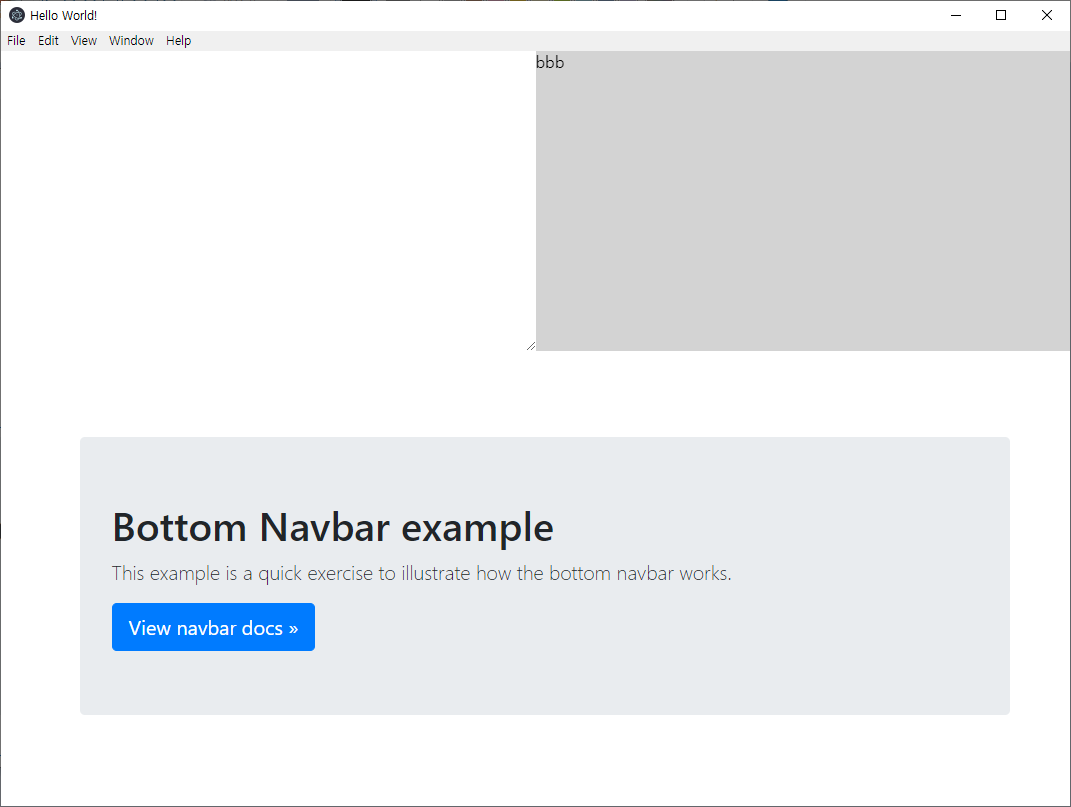 Hello World!
File Edit View Window Help
bbb
Bottom Navbar example
This example is a quick exercise to illustrate how the bottom navbar works.
View navbar docs »